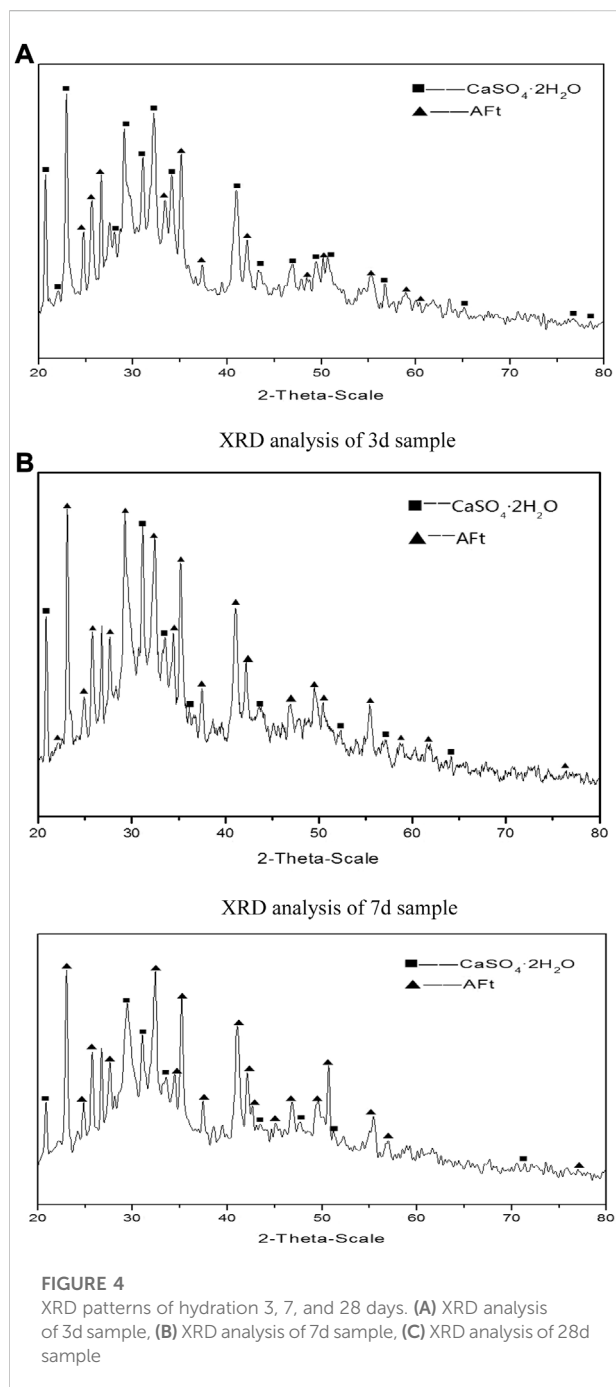 A
■——CaSO₄·2H₂O
▲——AFt
20 30 40 50 60 70 80
2-Theta-Scale
XRD analysis of 3d sample
B
■——CaSO₄·2H₂O
▲——AFt
20 30 40 50 60 70 80
2-Theta-Scale
XRD analysis of 7d sample
■——CaSO₄·2H₂O
▲——AFt
20 30 40 50 60 70 80
2-Theta-Scale
FIGURE 4
XRD patterns of hydration 3, 7, and 28 days. (A) XRD analysis
of 3d sample, (B) XRD analysis of 7d sample, (C) XRD analysis of 28d
sample